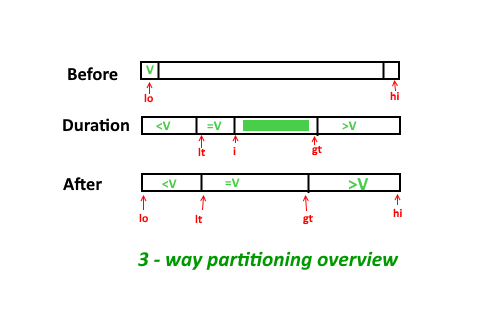 Before
V
lo
hi
Duration
<V
=V
>V
lt
i
gt
After
<V
=V
>V
lo
lt
gt
hi
3 - way partitioning overview